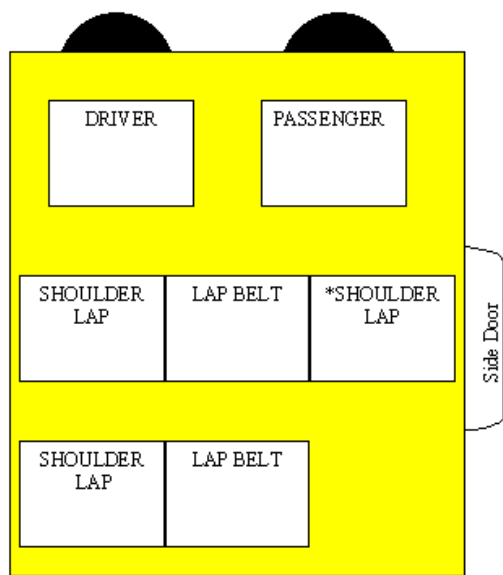 DRIVER
PASSENGER
SHOULDER
LAP
LAP BELT
*SHOULDER
LAP
Side Door
SHOULDER
LAP
LAP BELT